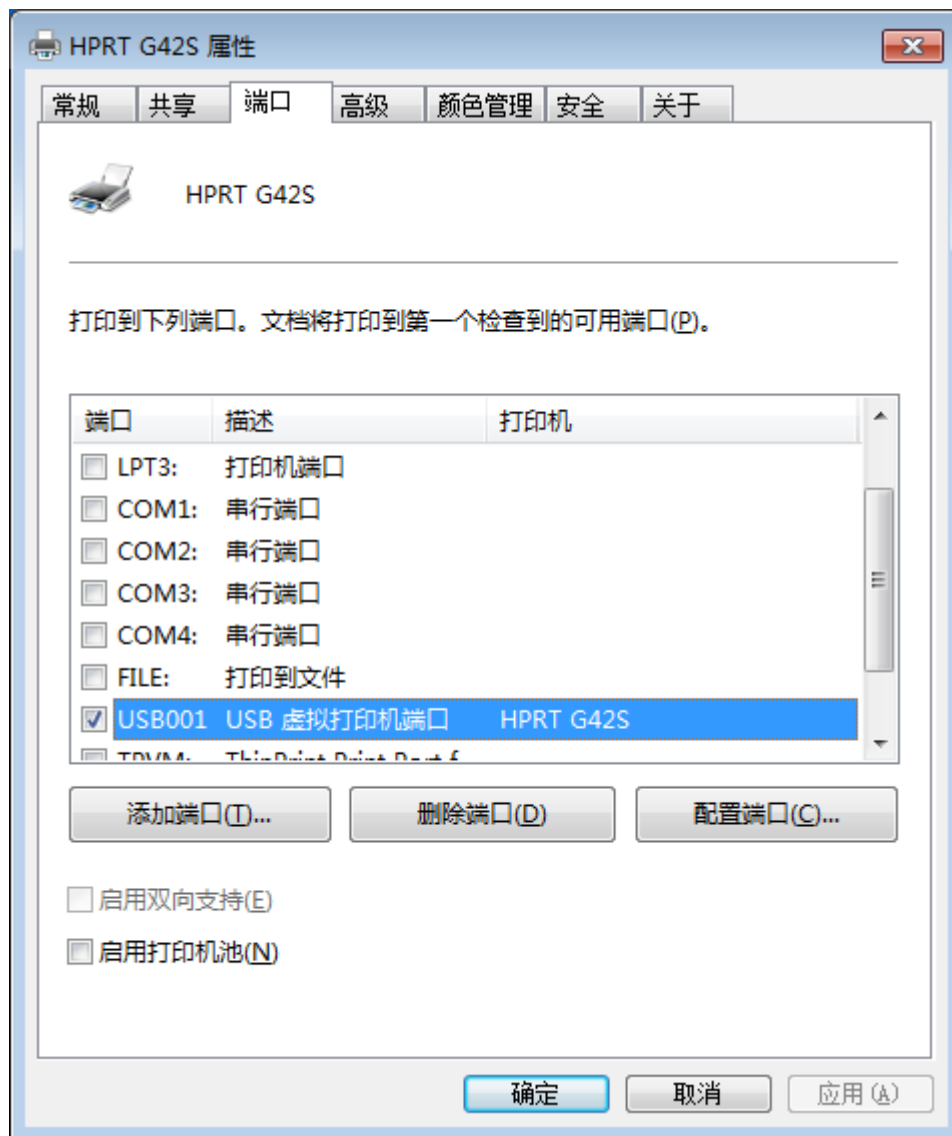 HPRT G42S 属性
常规 共享 端口 高级 颜色管理 安全 关于
HPRT G42S
打印到下列端口。文档将打印到第一个检查到的可用端口(P)。
端口 描述 打印机
LPT3: 打印机端口
COM1: 串行端口
COM2: 串行端口
COM3: 串行端口
COM4: 串行端口
FILE: 打印到文件
USB001 USB 虚拟打印机端口 HPRT G42S
TPVM: ThinPrint Print Port f
添加端口(T)... 删除端口(D) 配置端口(C)...
启用双向支持(E)
启用打印机池(N)
确定 取消 应用(A)